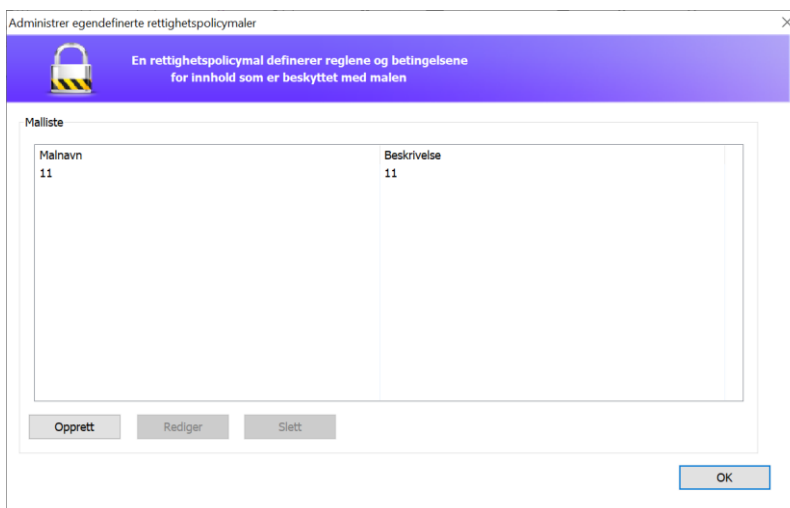 Administrer egendefinerte rettighetspolicymaler
En rettighetspolicymal definerer reglene og betingelsene
for innhold som er beskyttet med malen
Malliste
Malnavn Beskrivelse
11 11
Opprett Rediger Slett
OK